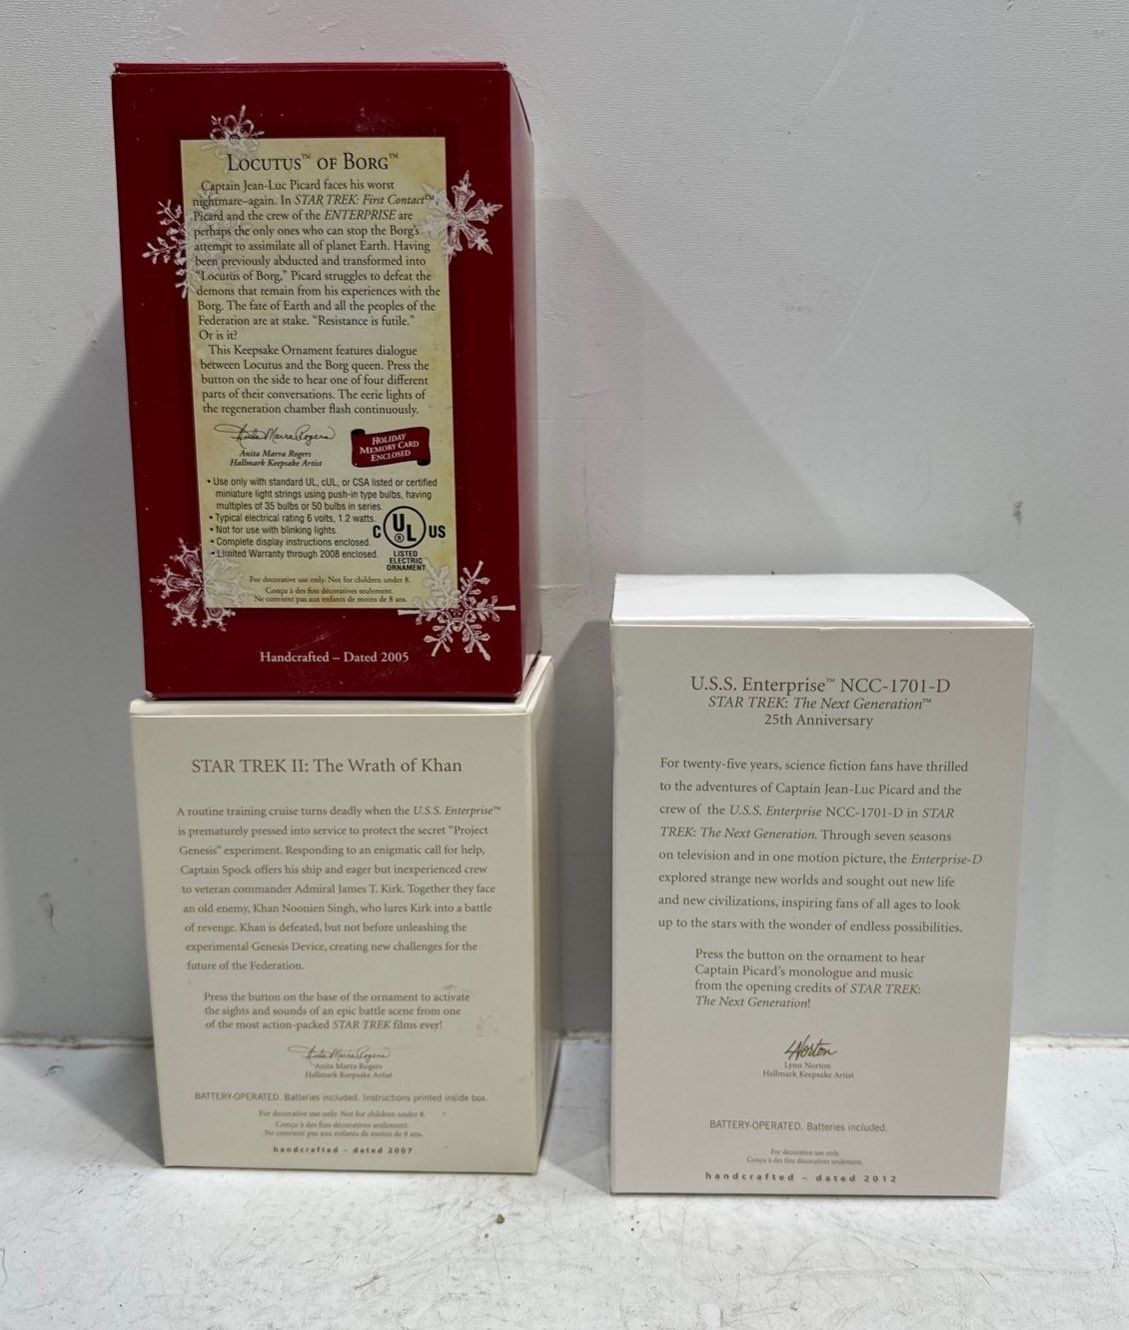 LOCUTUS™ OF BORG™
Captain Jean-Luc Picard faces his worst
nightmare–again. In STAR TREK: First Contact™
Picard and the crew of the ENTERPRISE are
perhaps the only ones who can stop the Borg's
attempt to assimilate all of planet Earth. Having
been previously abducted and transformed into
"Locutus of Borg," Picard struggles to defeat the
demons that remain from his experiences with the
Borg. The fate of Earth and all the peoples of the
Federation are at stake. "Resistance is futile."
Or is it?
This Keepsake Ornament features dialogue
between Locutus and the Borg queen. Press the
button on the side to hear one of four different
parts of their conversations. The eerie lights of
the regeneration chamber flash continuously.
Anita Marra Rogers
Anita Marra Rogers
Hallmark Keepsake Artist
HOLIDAY
MEMORY CARD
ENCLOSED
• Use only with standard UL, cUL, or CSA listed or certified
miniature light strings using push-in type bulbs, having
multiples of 35 bulbs or 50 bulbs in series.
• Typical electrical rating 6 volts, 1.2 watts.
• Not for use with blinking lights.
• Complete display instructions enclosed.
• Limited Warranty through 2008 enclosed.
C UL® US
LISTED
ELECTRIC
ORNAMENT
For decorative use only. Not for children under 8.
Conçu à des fins décoratives seulement.
Ne convient pas aux enfants de moins de 8 ans.
Handcrafted – Dated 2005
STAR TREK II: The Wrath of Khan
A routine training cruise turns deadly when the U.S.S. Enterprise™
is prematurely pressed into service to protect the secret "Project
Genesis" experiment. Responding to an enigmatic call for help,
Captain Spock offers his ship and eager but inexperienced crew
to veteran commander Admiral James T. Kirk. Together they face
an old enemy, Khan Noonien Singh, who lures Kirk into a battle
of revenge. Khan is defeated, but not before unleashing the
experimental Genesis Device, creating new challenges for the
future of the Federation.
Press the button on the base of the ornament to activate
the sights and sounds of an epic battle scene from one
of the most action-packed STAR TREK films ever!
Anita Marra Rogers
Anita Marra Rogers
Hallmark Keepsake Artist
BATTERY-OPERATED. Batteries included. Instructions printed inside box.
For decorative use only. Not for children under 8.
Conçu à des fins décoratives seulement.
Ne convient pas aux enfants de moins de 8 ans.
handcrafted – dated 2007
U.S.S. Enterprise™ NCC-1701-D
STAR TREK: The Next Generation™
25th Anniversary
For twenty-five years, science fiction fans have thrilled
to the adventures of Captain Jean-Luc Picard and the
crew of the U.S.S. Enterprise NCC-1701-D in STAR
TREK: The Next Generation. Through seven seasons
on television and in one motion picture, the Enterprise-D
explored strange new worlds and sought out new life
and new civilizations, inspiring fans of all ages to look
up to the stars with the wonder of endless possibilities.
Press the button on the ornament to hear
Captain Picard's monologue and music
from the opening credits of STAR TREK:
The Next Generation!
LNorton
Lynn Norton
Hallmark Keepsake Artist
BATTERY-OPERATED. Batteries included.
For decorative use only.
Conçu à des fins décoratives seulement.
handcrafted – dated 2012